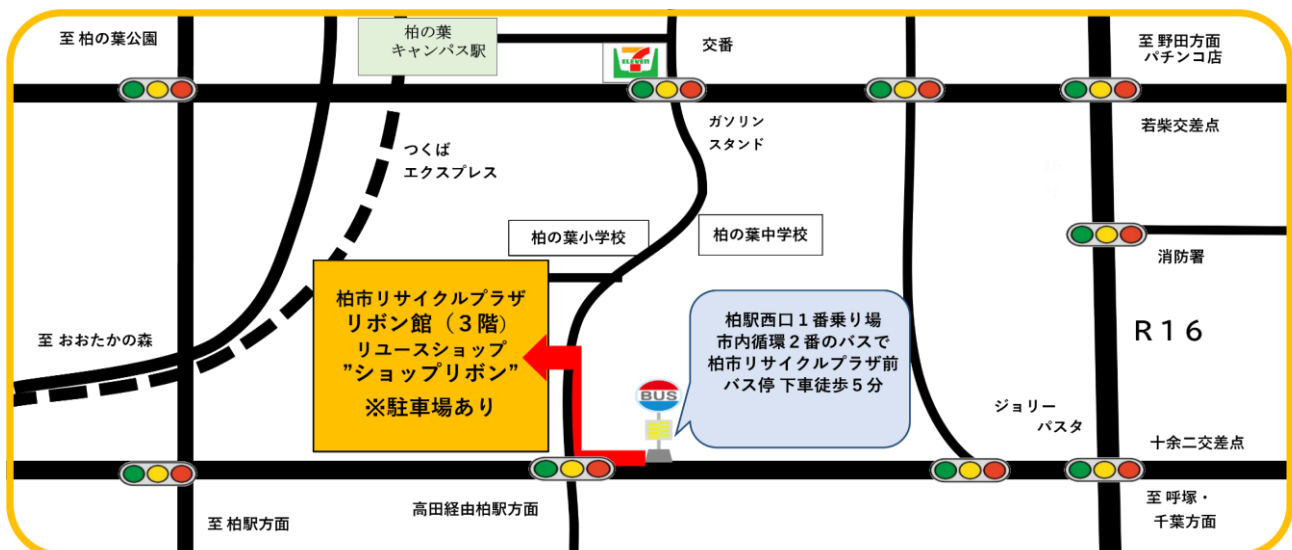 至 柏の葉公園
柏の葉
キャンパス駅
7
ELEVEN
交番
至 野田方面
パチンコ店
ガソリン
スタンド
若柴交差点
つくば
エクスプレス
柏の葉小学校
柏の葉中学校
消防署
柏市リサイクルプラザ
リボン館（３階）
リユースショップ
”ショップリボン”
※駐車場あり
柏駅西口１番乗り場
市内循環２番のバスで
柏市リサイクルプラザ前
バス停 下車徒歩５分
R１６
至 おおたかの森
BUS
ジョリー
パスタ
十余二交差点
高田経由柏駅方面
至 柏駅方面
至 呼塚・
千葉方面